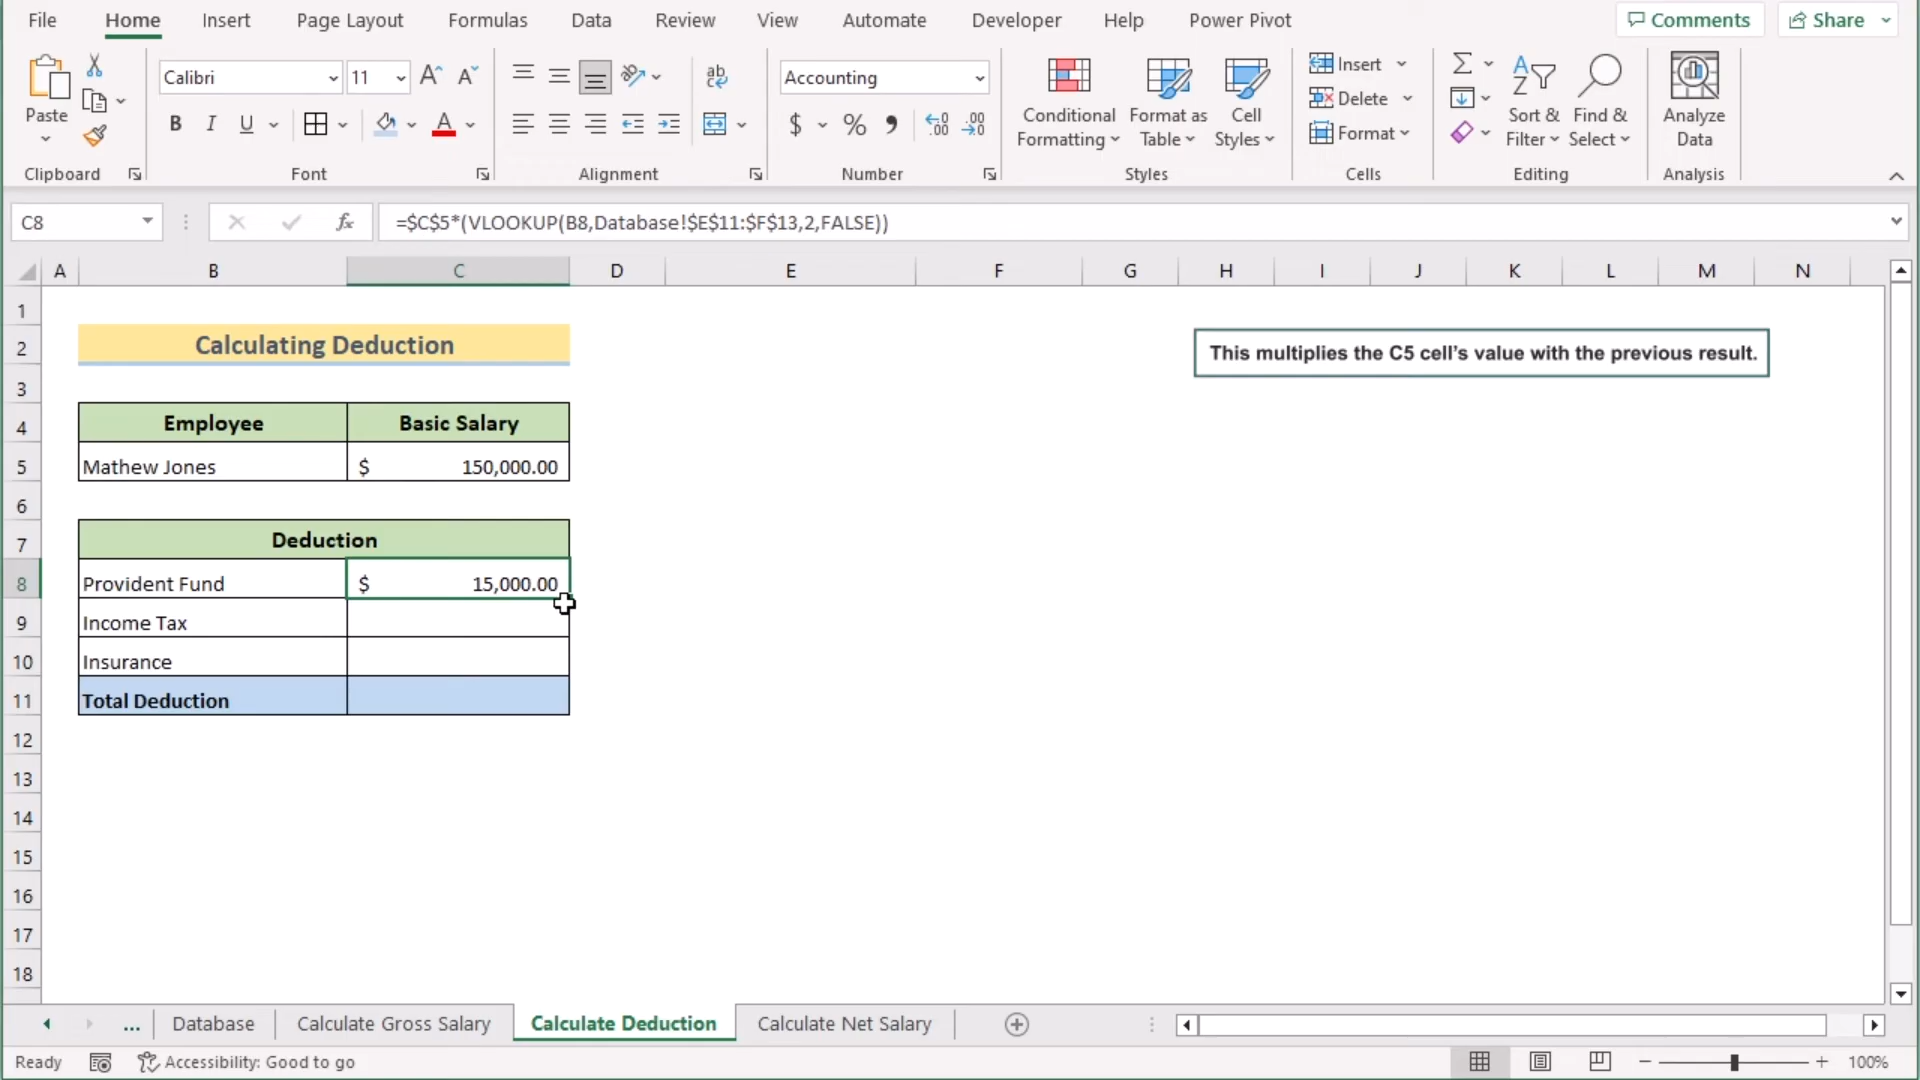 File Home Insert Page Layout Formulas Data Review View Automate Developer Help Power Pivot Comments Share
Paste Calibri 11 A A ab c Accounting Conditional Formatting Format as Table Cell Styles Insert Delete Format Sort & Filter Find & Select Analyze Data
B I U A $ % , .00 .00
Clipboard Font Alignment Number Styles Cells Editing Analysis
C8 fx =$C$5*(VLOOKUP(B8,Database!$E$11:$F$13,2,FALSE))
A B C D E F G H I J K L M N
1
2 Calculating Deduction This multiplies the C5 cell's value with the previous result.
3
4 Employee Basic Salary
5 Mathew Jones $ 150,000.00
6
7 Deduction
8 Provident Fund $ 15,000.00
9 Income Tax
10 Insurance
11 Total Deduction
12
13
14
15
16
17
18
... Database Calculate Gross Salary Calculate Deduction Calculate Net Salary
Ready Accessibility: Good to go 100%